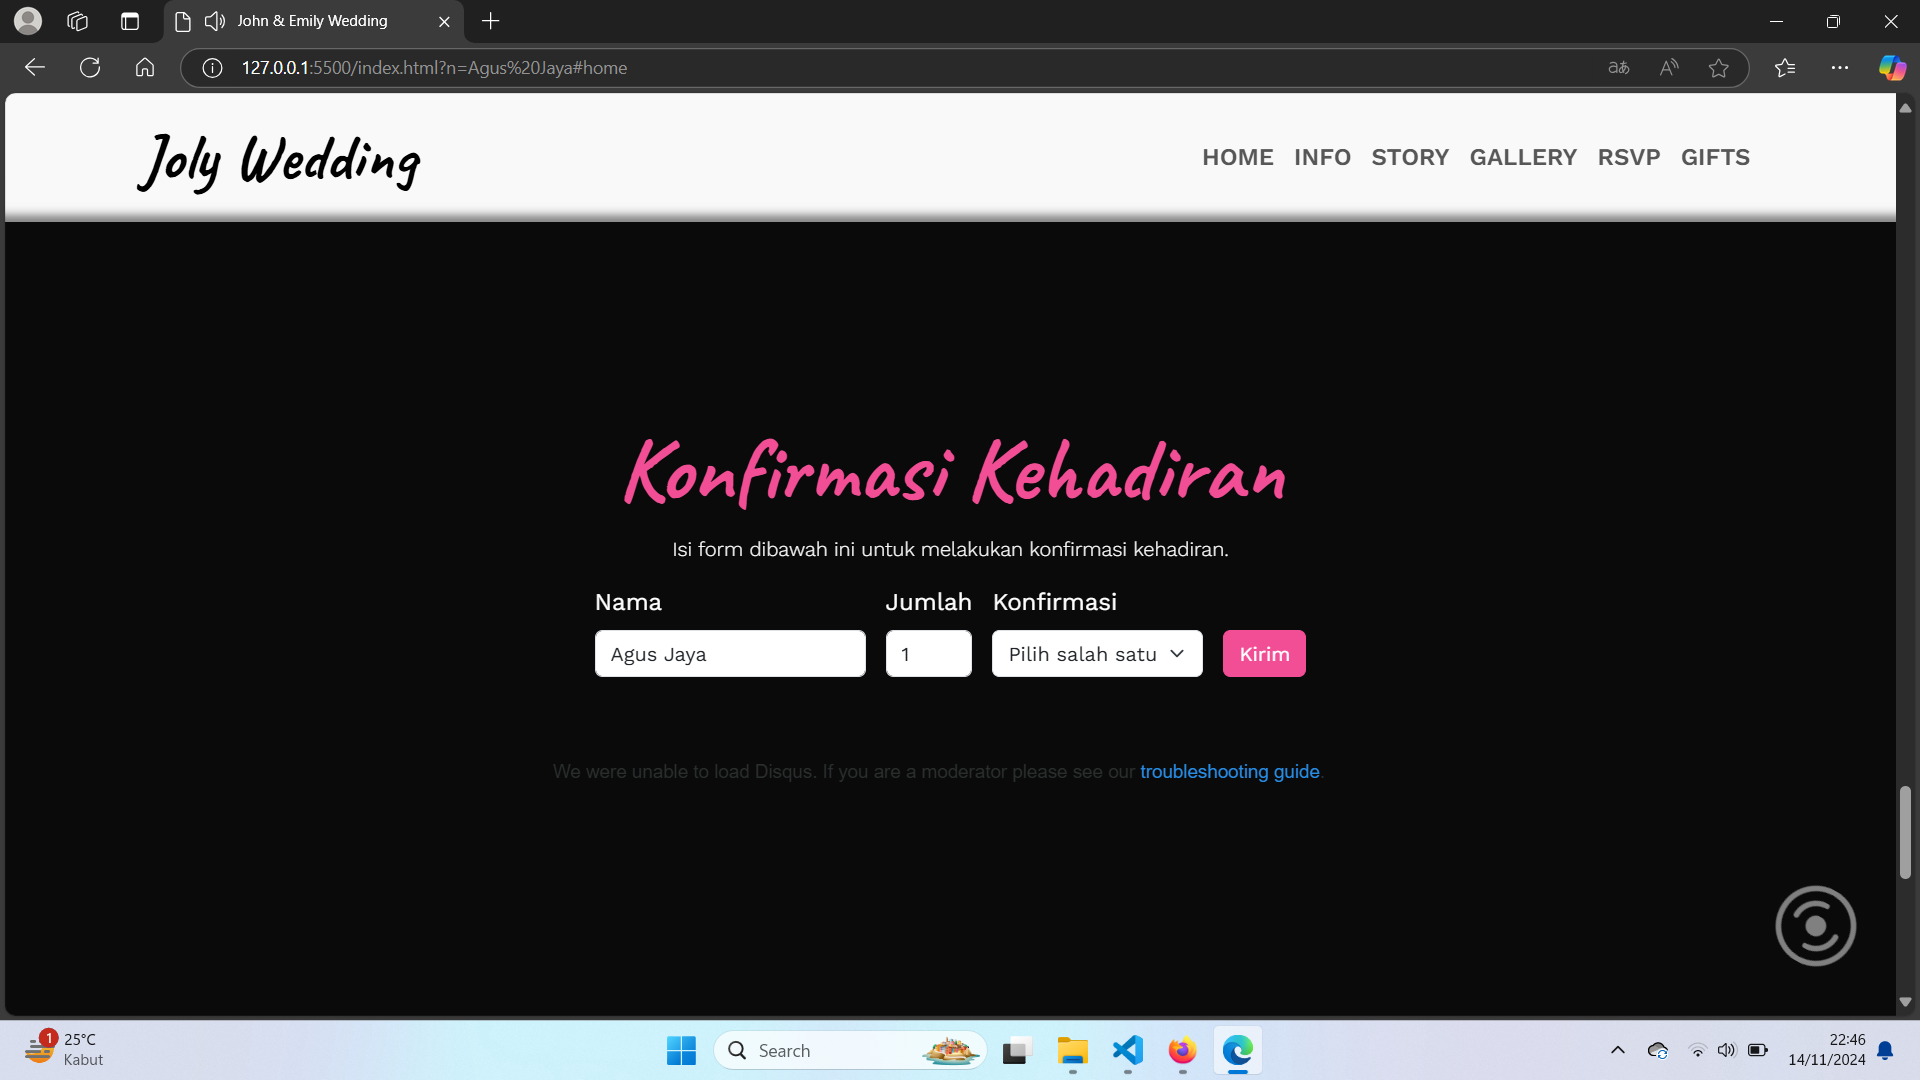 John & Emily Wedding
127.0.0.1:5500/index.html?n=Agus%20Jaya#home
Joly Wedding
HOME INFO STORY GALLERY RSVP GIFTS
Konfirmasi Kehadiran
Isi form dibawah ini untuk melakukan konfirmasi kehadiran.
Nama Jumlah Konfirmasi
Agus Jaya 1 Pilih salah satu Kirim
We were unable to load Disqus. If you are a moderator please see our troubleshooting guide.
1 25°C
Kabut
Search
22:46
14/11/2024